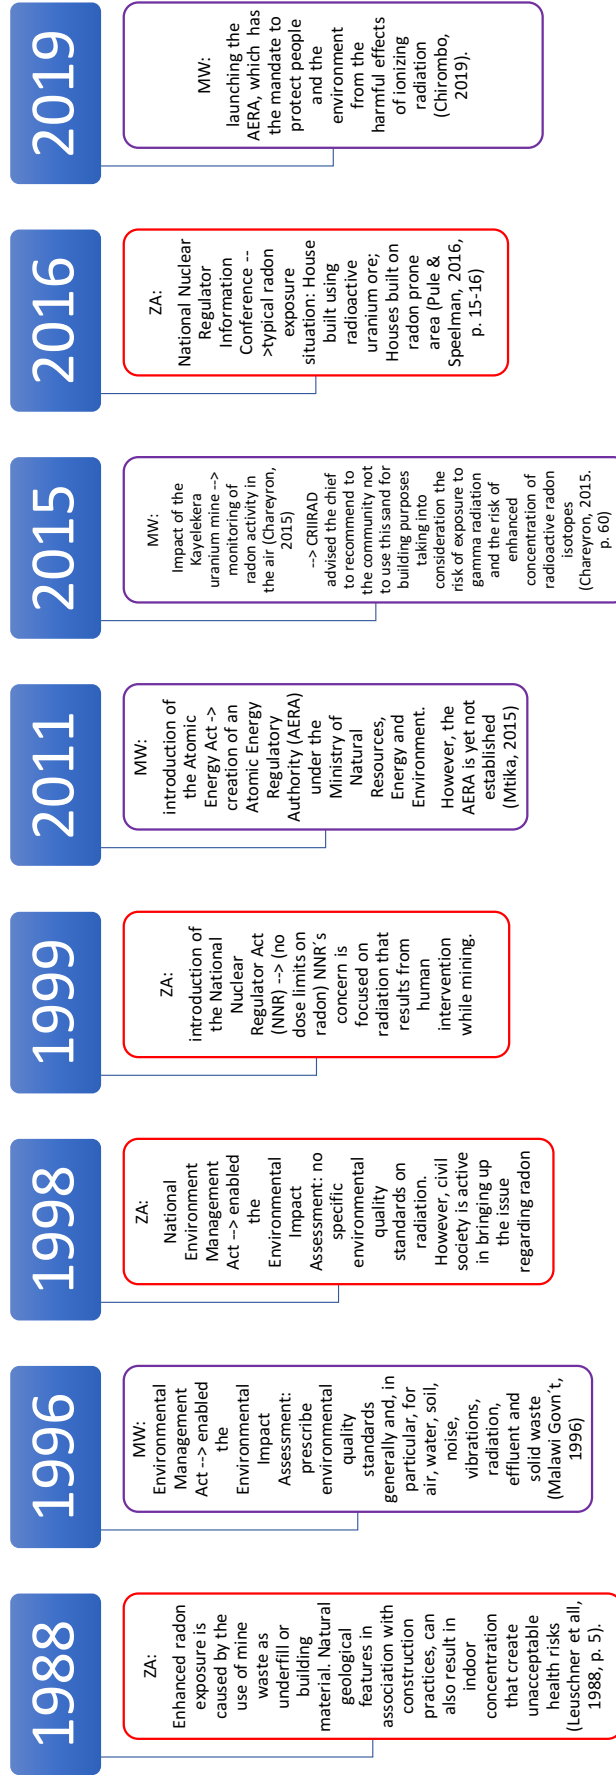 1988
ZA:
Enhanced radon
exposure is
caused by the
use of mine
waste as
underfill or
building
material. Natural
geological
features in
association with
construction
practices, can
also result in
indoor
concentration
that create
unacceptable
health risks
(Leuschner et all,
1988, p. 5).
1996
MW:
Environmental
Management
Act --> enabled
the
Environmental
Impact
Assessment:
prescribe
environmental
quality
standards
generally and, in
particular, for
air, water, soil,
noise,
vibrations,
radiation,
effluent and
solid waste
(Malawi Govn´t,
1996)
1998
ZA:
National
Environment
Management
Act --> enabled
the
Environmental
Impact
Assessment: no
specific
environmental
quality
standards on
radiation.
However, civil
society is active
in bringing up
the issue
regarding radon
1999
ZA:
introduction of
the National
Nuclear
Regulator Act
(NNR) --> (no
dose limits on
radon) NNR´s
concern is
focused on
radiation that
results from
human
intervention
while mining.
2011
MW:
introduction of
the Atomic
Energy Act ->
creation of an
Atomic Energy
Regulatory
Authority (AERA)
under the
Ministry of
Natural
Resources,
Energy and
Environment.
However, the
AERA is yet not
established
(Mtika, 2015)
2015
MW:
Impact of the
Kayelekera
uranium mine -->
monitoring of
radon activity in
the air (Chareyron,
2015)
--> CRIIRAD
advised the chief
to recommend to
the community not
to use this sand for
building purposes
taking into
consideration the
risk of exposure to
gamma radiation
and the risk of
enhanced
concentration of
radioactive radon
isotopes
(Chareyron, 2015.
p. 60)
2016
ZA:
National Nuclear
Regulator
Information
Conference --
>typical radon
exposure
situation: House
built using
radioactive
uranium ore;
Houses built on
radon prone
area (Pule &
Speelman, 2016,
p. 15-16)
2019
MW:
launching the
AERA, which has
the mandate to
protect people
and the
environment
from the
harmful effects
of ionizing
radiation
(Chirombo,
2019).